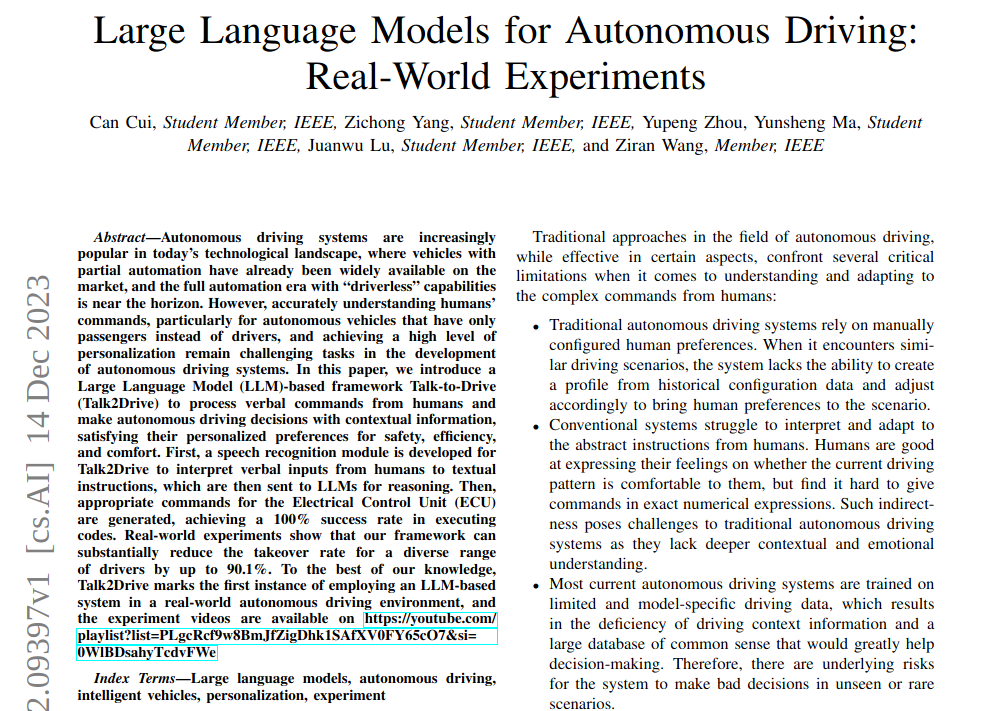 Large Language Models for Autonomous Driving:
Real-World Experiments
Can Cui, Student Member, IEEE, Zichong Yang, Student Member, IEEE, Yupeng Zhou, Yunsheng Ma, Student
Member, IEEE, Juanwu Lu, Student Member, IEEE, and Ziran Wang, Member, IEEE
2.09397v1 [cs.AI] 14 Dec 2023
Abstract—Autonomous driving systems are increasingly
popular in today's technological landscape, where vehicles with
partial automation have already been widely available on the
market, and the full automation era with “driverless” capabilities
is near the horizon. However, accurately understanding humans'
commands, particularly for autonomous vehicles that have only
passengers instead of drivers, and achieving a high level of
personalization remain challenging tasks in the development
of autonomous driving systems. In this paper, we introduce a
Large Language Model (LLM)-based framework Talk-to-Drive
(Talk2Drive) to process verbal commands from humans and
make autonomous driving decisions with contextual information,
satisfying their personalized preferences for safety, efficiency,
and comfort. First, a speech recognition module is developed for
Talk2Drive to interpret verbal inputs from humans to textual
instructions, which are then sent to LLMs for reasoning. Then,
appropriate commands for the Electrical Control Unit (ECU)
are generated, achieving a 100% success rate in executing
codes. Real-world experiments show that our framework can
substantially reduce the takeover rate for a diverse range
of drivers by up to 90.1%. To the best of our knowledge,
Talk2Drive marks the first instance of employing an LLM-based
system in a real-world autonomous driving environment, and
the experiment videos are available on https://youtube.com/
playlist?list=PLgcRcf9w8BmJfZigDhk1SAfXV0FY65cO7&si=
0WlBDsahyTcdvFWe
Index Terms—Large language models, autonomous driving,
intelligent vehicles, personalization, experiment
Traditional approaches in the field of autonomous driving,
while effective in certain aspects, confront several critical
limitations when it comes to understanding and adapting to
the complex commands from humans:
• Traditional autonomous driving systems rely on manually
configured human preferences. When it encounters simi-
lar driving scenarios, the system lacks the ability to create
a profile from historical configuration data and adjust
accordingly to bring human preferences to the scenario.
• Conventional systems struggle to interpret and adapt to
the abstract instructions from humans. Humans are good
at expressing their feelings on whether the current driving
pattern is comfortable to them, but find it hard to give
commands in exact numerical expressions. Such indirect-
ness poses challenges to traditional autonomous driving
systems as they lack deeper contextual and emotional
understanding.
• Most current autonomous driving systems are trained on
limited and model-specific driving data, which results
in the deficiency of driving context information and a
large database of common sense that would greatly help
decision-making. Therefore, there are underlying risks
for the system to make bad decisions in unseen or rare
scenarios.